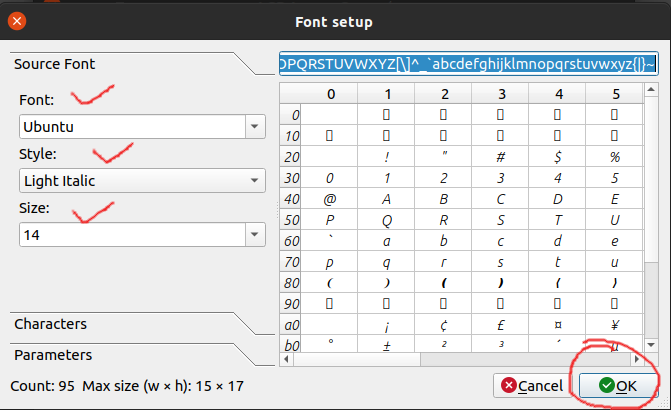 Font setup
Source Font
PQRSTUVWXYZ[\]^_`abcdefghijklmnopqrstuvwxyz{|}~
Font:
Ubuntu
Style:
Light Italic
Size:
14
0 1 2 3 4 5
0
10
20 ! " # $ %
30 0 1 2 3 4 5
40 @ A B C D E
50 P Q R S T U
60 ` a b c d e
70 p q r s t u
80 ( ) ( ) ( )
90
a0 ¡ ¢ £ ¤ ¥
b0 ° ± ² ³ ´ µ
Characters
Parameters
Count: 95 Max size (w × h): 15 × 17
Cancel
OK